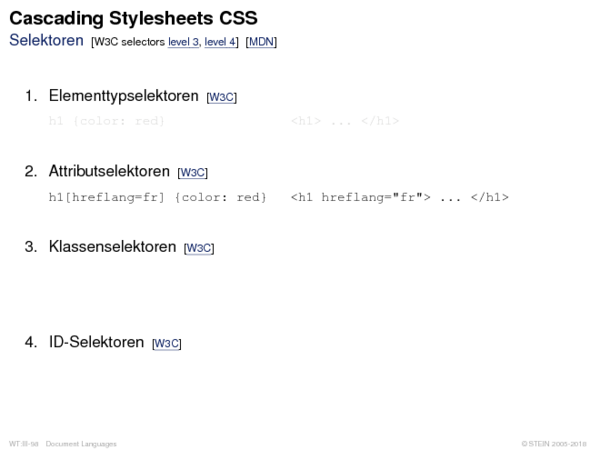 Cascading Stylesheets CSS
Selektoren [W3C selectors level 3, level 4] [MDN]
1. Elementtypselektoren [W3C]
h1 {color: red} <h1> ... </h1>
2. Attributselektoren [W3C]
h1[hreflang=fr] {color: red} <h1 hreflang="fr"> ... </h1>
3. Klassenselektoren [W3C]
4. ID-Selektoren [W3C]
WT:III-98 Document Languages © STEIN 2005-2018